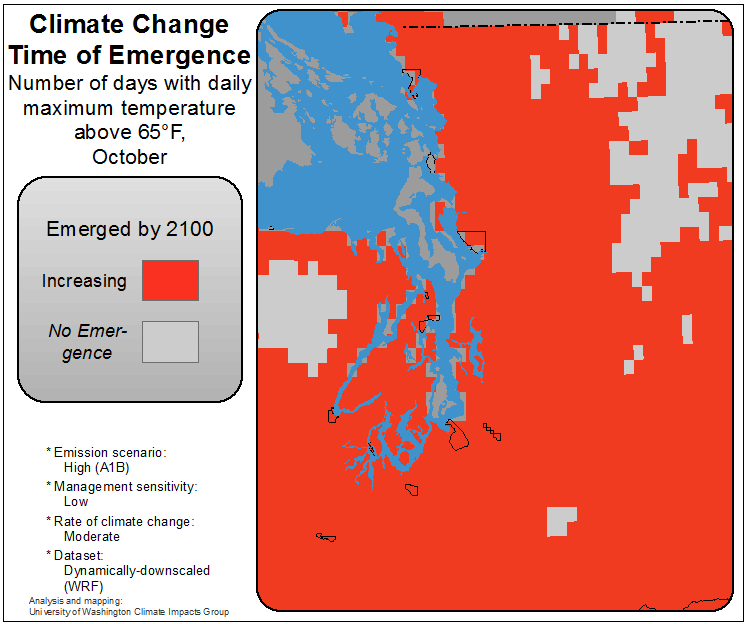 Climate Change
Time of Emergence
Number of days with daily
maximum temperature
above 65°F,
October
Emerged by 2100
Increasing
No Emer-
gence
* Emission scenario:
High (A1B)
* Management sensitivity:
Low
* Rate of climate change:
Moderate
* Dataset:
Dynamically-downscaled
(WRF)
Analysis and mapping:
University of Washington Climate Impacts Group